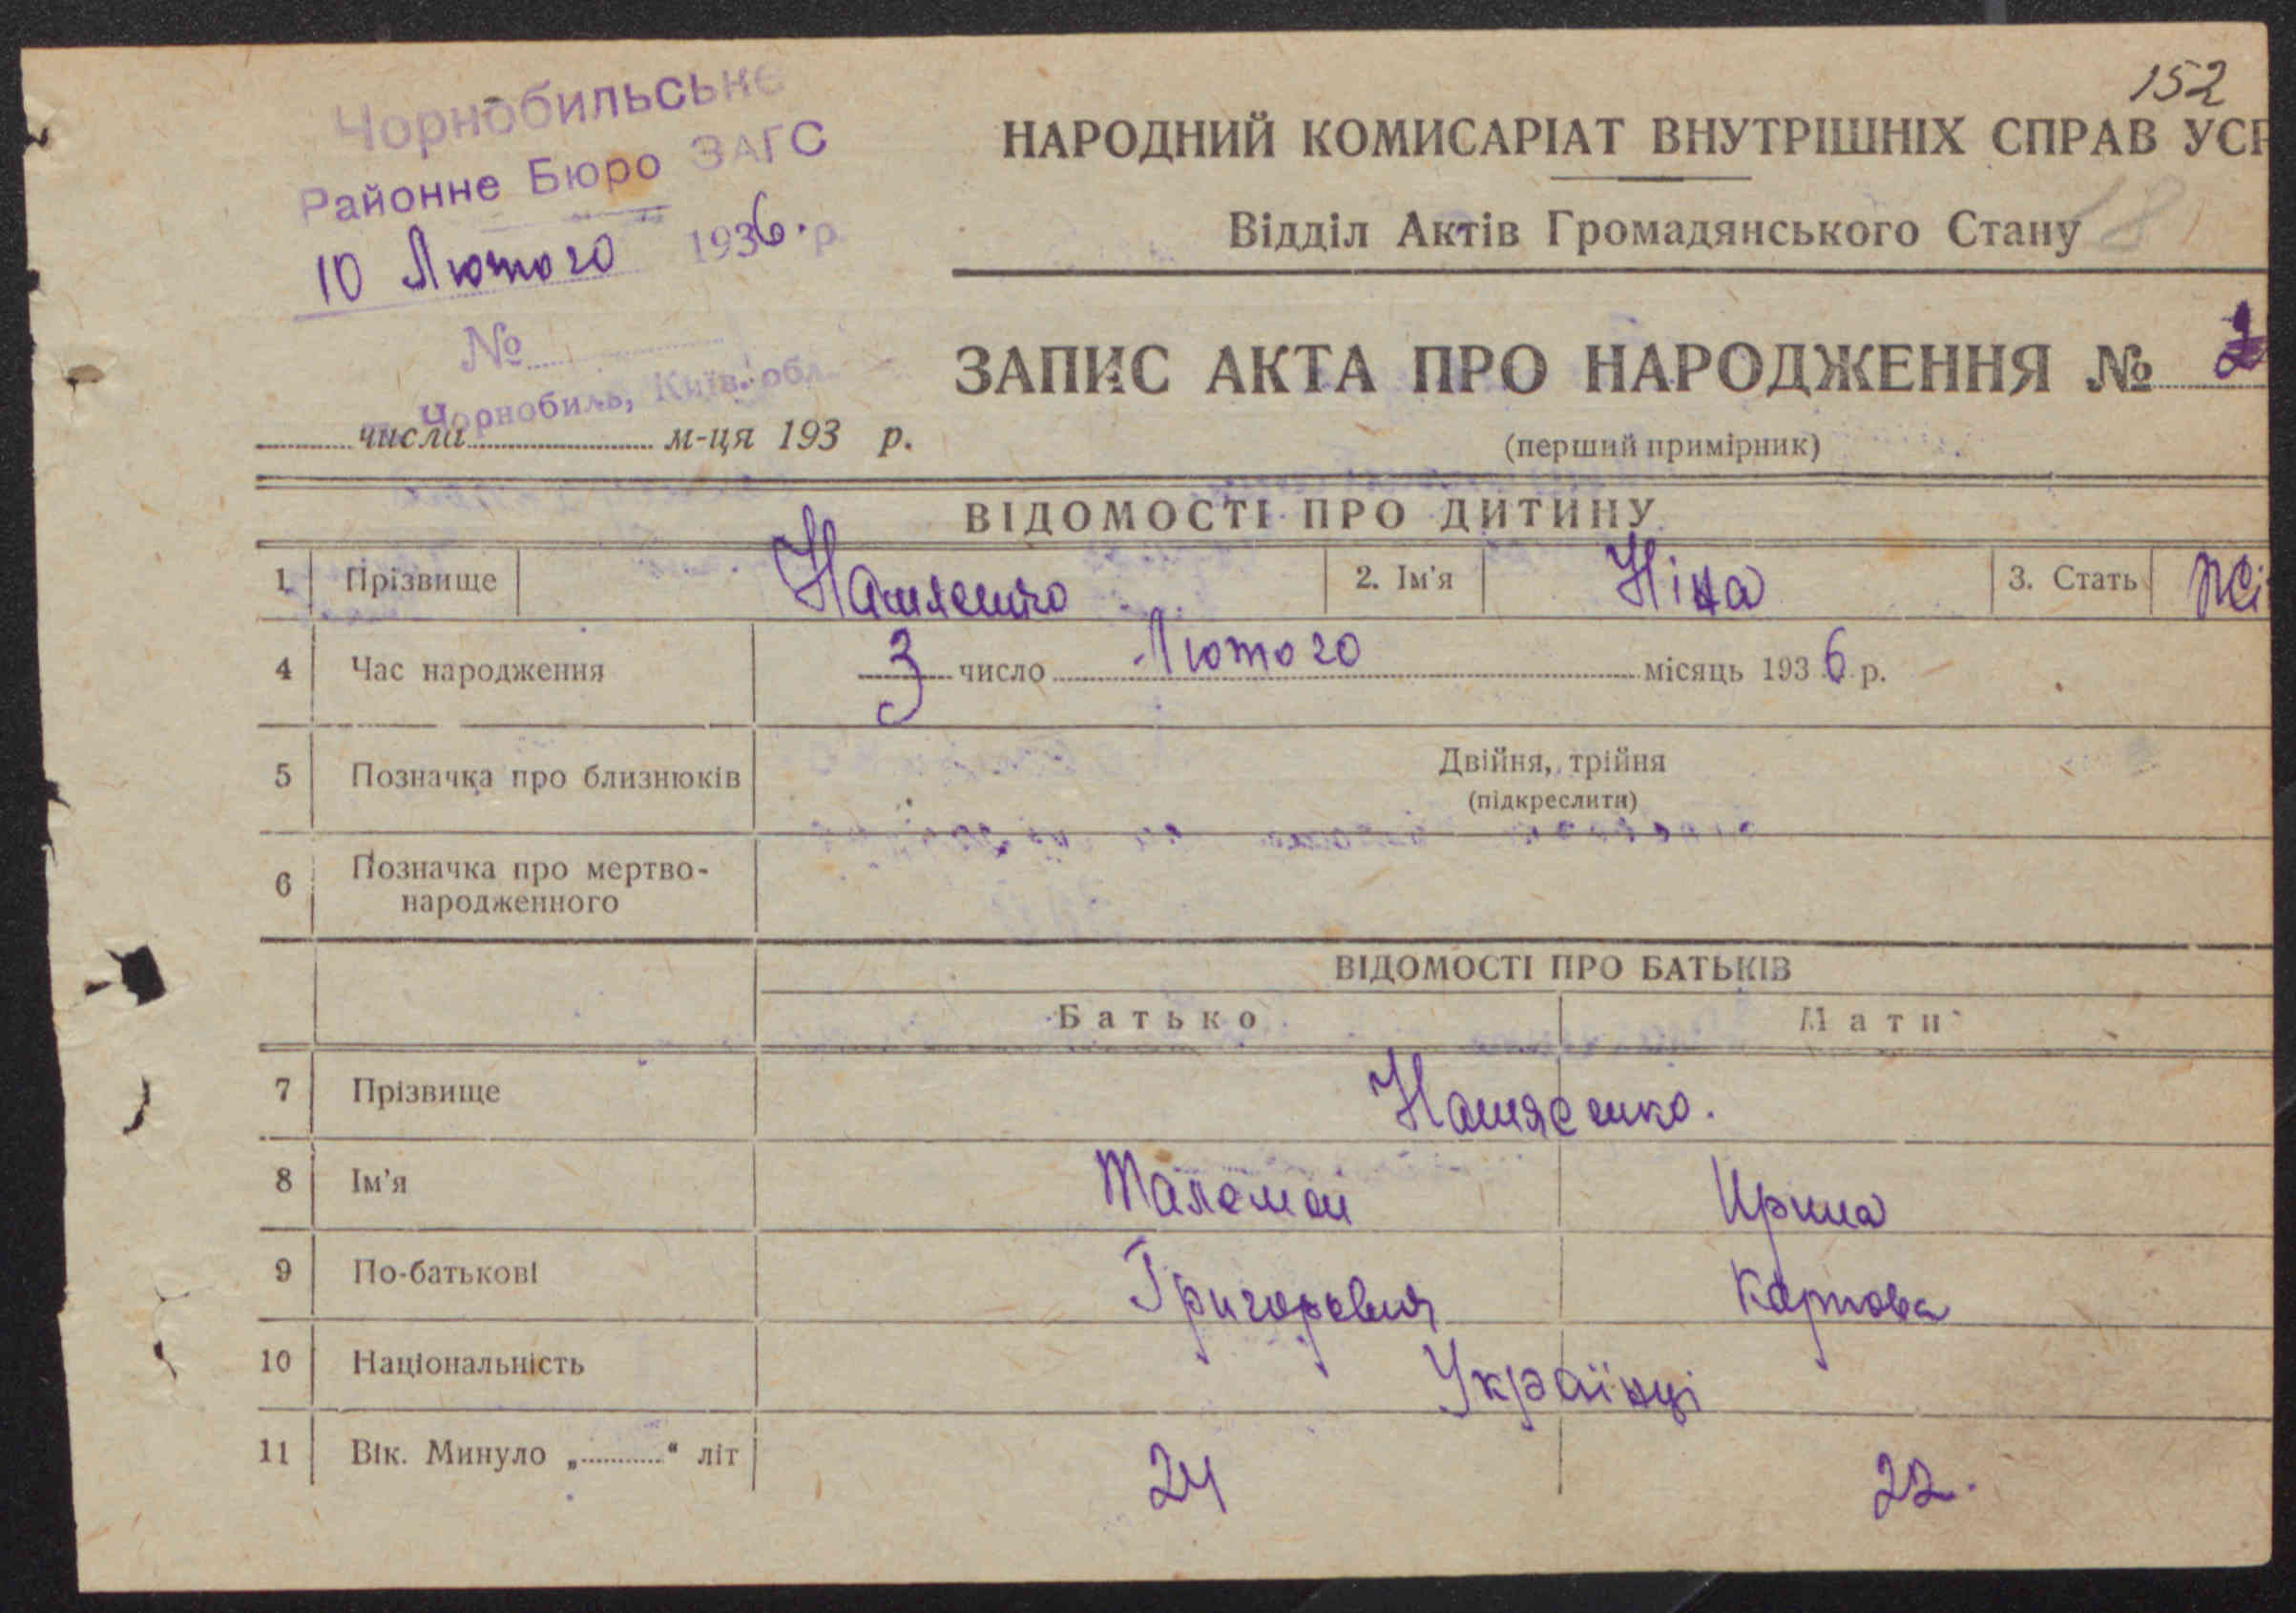 152
Чорнобильське
Районне Бюро ЗАГС
10 Лютого 1936. р.
№
Чорнобиль, Київ. обл.
числа м-ця 193 р.
НАРОДНИЙ КОМИСАРІАТ ВНУТРІШНІХ СПРАВ УСР
Відділ Актів Громадянського Стану
ЗАПИС АКТА ПРО НАРОДЖЕННЯ №
(перший примірник)
ВІДОМОСТІ ПРО ДИТИНУ
1 Прізвище 2. Ім'я Ніна 3. Стать Жі
4 Час народження 3 число Лютого місяць 1936 р.
5 Позначка про близнюків Двійня, трійня
(підкреслити)
6 Позначка про мертво-
народженного
ВІДОМОСТІ ПРО БАТЬКІВ
Батько Мати
7 Прізвище
8 Ім'я Ирина
9 По-батькові Карпова
10 Національність Українці
11 Вік. Минуло „ " літ 24 22.